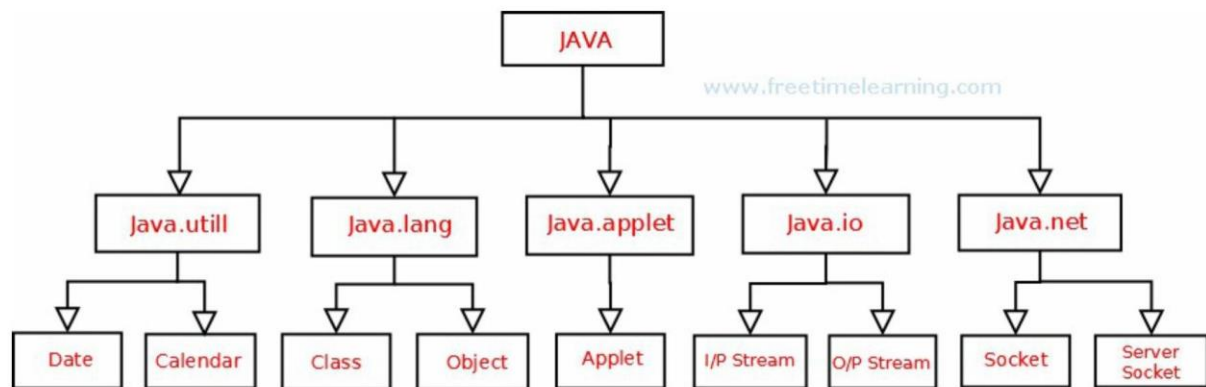 JAVA
www.freetimelearning.com
Java.utill
Java.lang
Java.applet
Java.io
Java.net
Date
Calendar
Class
Object
Applet
I/P Stream
O/P Stream
Socket
Server
Socket